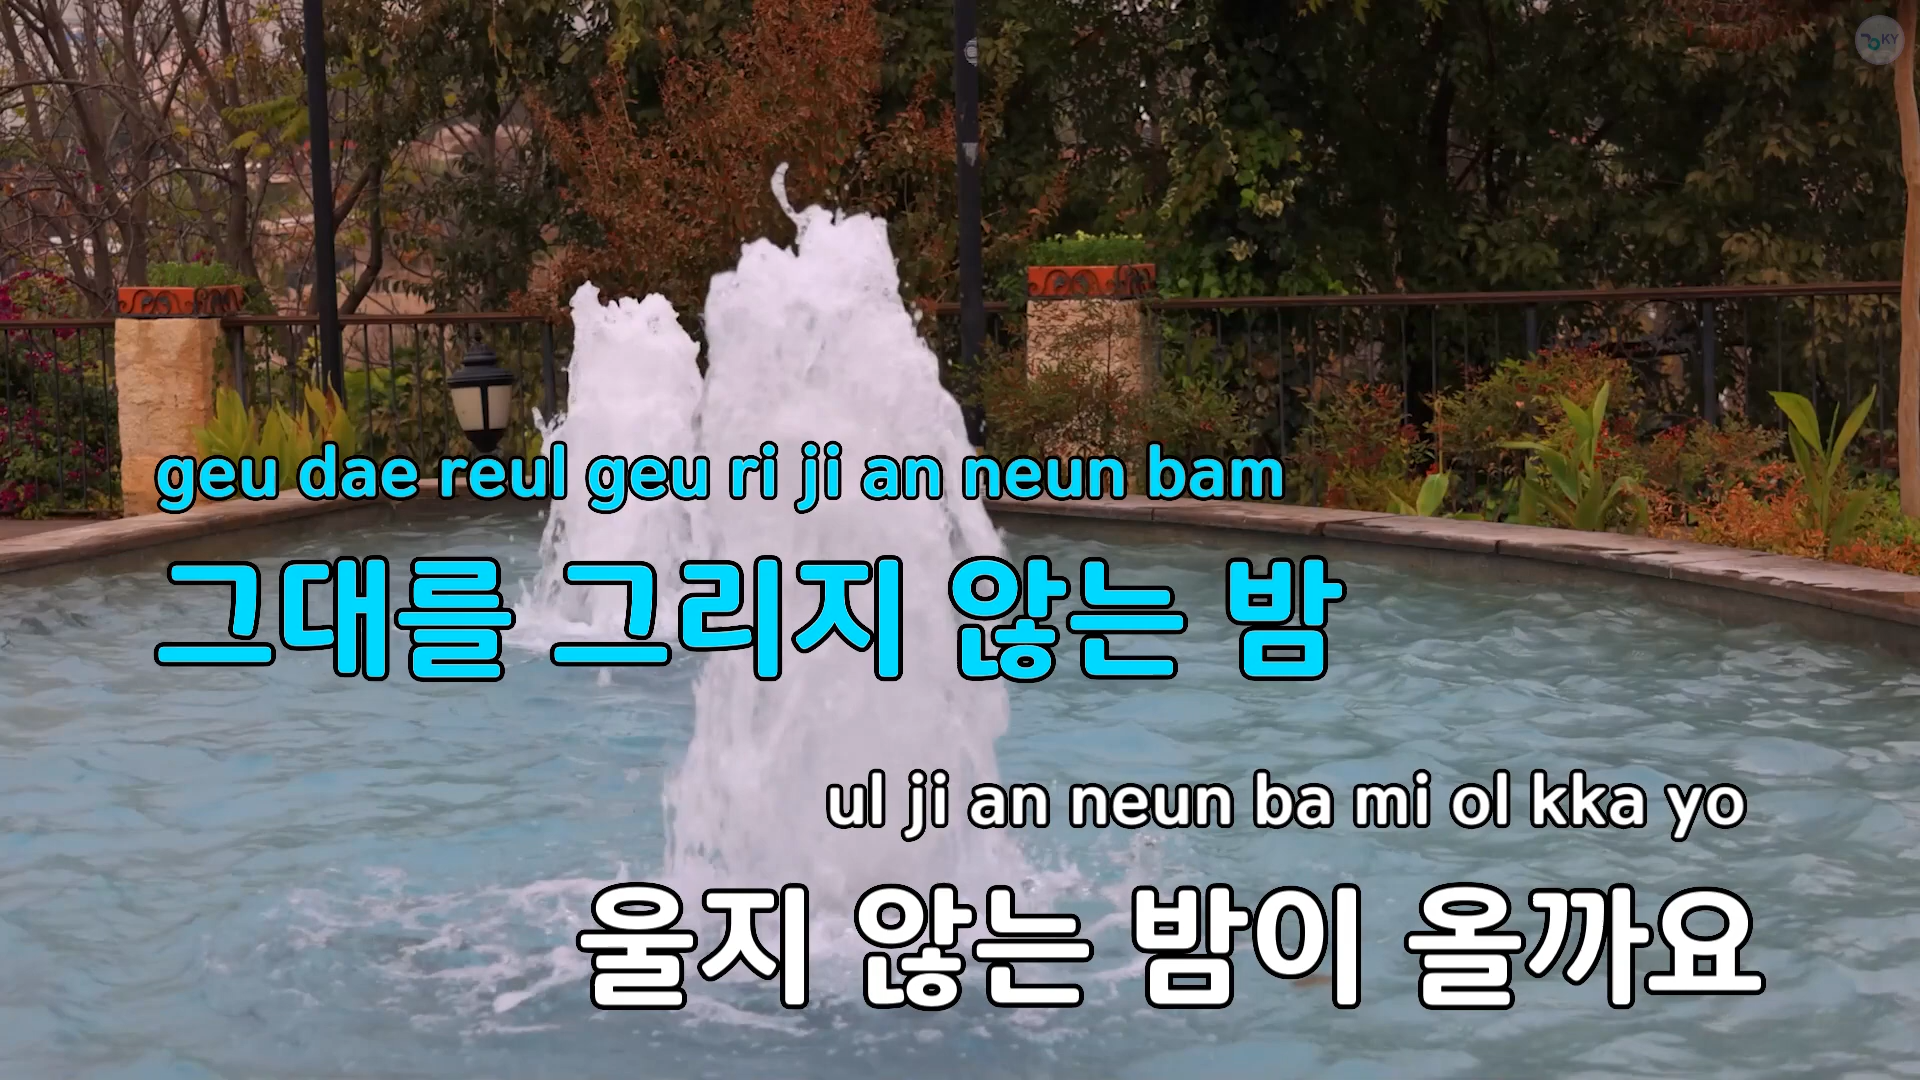 KY
geu dae reul geu ri ji an neun bam
그대를 그리지 않는 밤
ul ji an neun ba mi ol kka yo
울지 않는 밤이 올까요